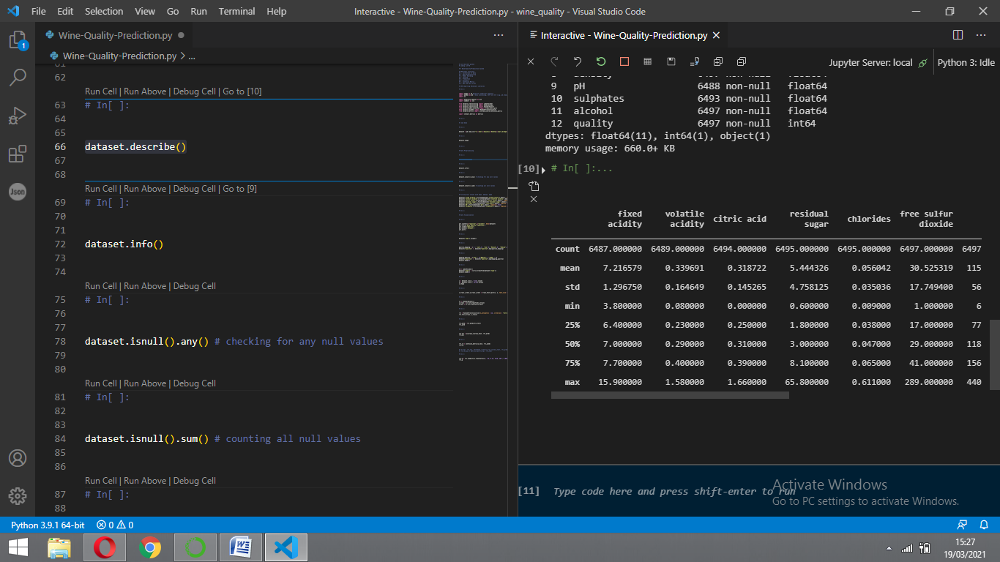 File Edit Selection View Go Run Terminal Help Interactive - Wine-Quality-Prediction.py - wine_quality - Visual Studio Code
Wine-Quality-Prediction.py
Wine-Quality-Prediction.py > ...
1
62
Run Cell | Run Above | Debug Cell | Go to [10]
63 # In[ ]:
64
65
66 dataset.describe()
67
68
Run Cell | Run Above | Debug Cell | Go to [9]
69 # In[ ]:
70
71
72 dataset.info()
73
74
Run Cell | Run Above | Debug Cell
75 # In[ ]:
76
77
78 dataset.isnull().any() # checking for any null values
79
80
Run Cell | Run Above | Debug Cell
81 # In[ ]:
82
83
84 dataset.isnull().sum() # counting all null values
85
86
Run Cell | Run Above | Debug Cell
87 # In[ ]:
88
Json
Interactive - Wine-Quality-Prediction.py
Jupyter Server: local Python 3: Idle
9 pH 6488 non-null float64
10 sulphates 6493 non-null float64
11 alcohol 6497 non-null float64
12 quality 6497 non-null int64
dtypes: float64(11), int64(1), object(1)
memory usage: 660.0+ KB
[10] # In[ ]:...
fixed acidity volatile acidity citric acid residual sugar chlorides free sulfur dioxide
count 6487.000000 6489.000000 6494.000000 6495.000000 6495.000000 6497.000000 6497
mean 7.216579 0.339691 0.318722 5.444326 0.056042 30.525319 115
std 1.296750 0.164649 0.145265 4.758125 0.035036 17.749400 56
min 3.800000 0.080000 0.000000 0.600000 0.009000 1.000000 6
25% 6.400000 0.230000 0.250000 1.800000 0.038000 17.000000 77
50% 7.000000 0.290000 0.310000 3.000000 0.047000 29.000000 118
75% 7.700000 0.400000 0.390000 8.100000 0.065000 41.000000 156
max 15.900000 1.580000 1.660000 65.800000 0.611000 289.000000 440
[11] Type code here and press shift-enter to run
Activate Windows
Go to PC settings to activate Windows.
Python 3.9.1 64-bit 0 0
15:27
19/03/2021